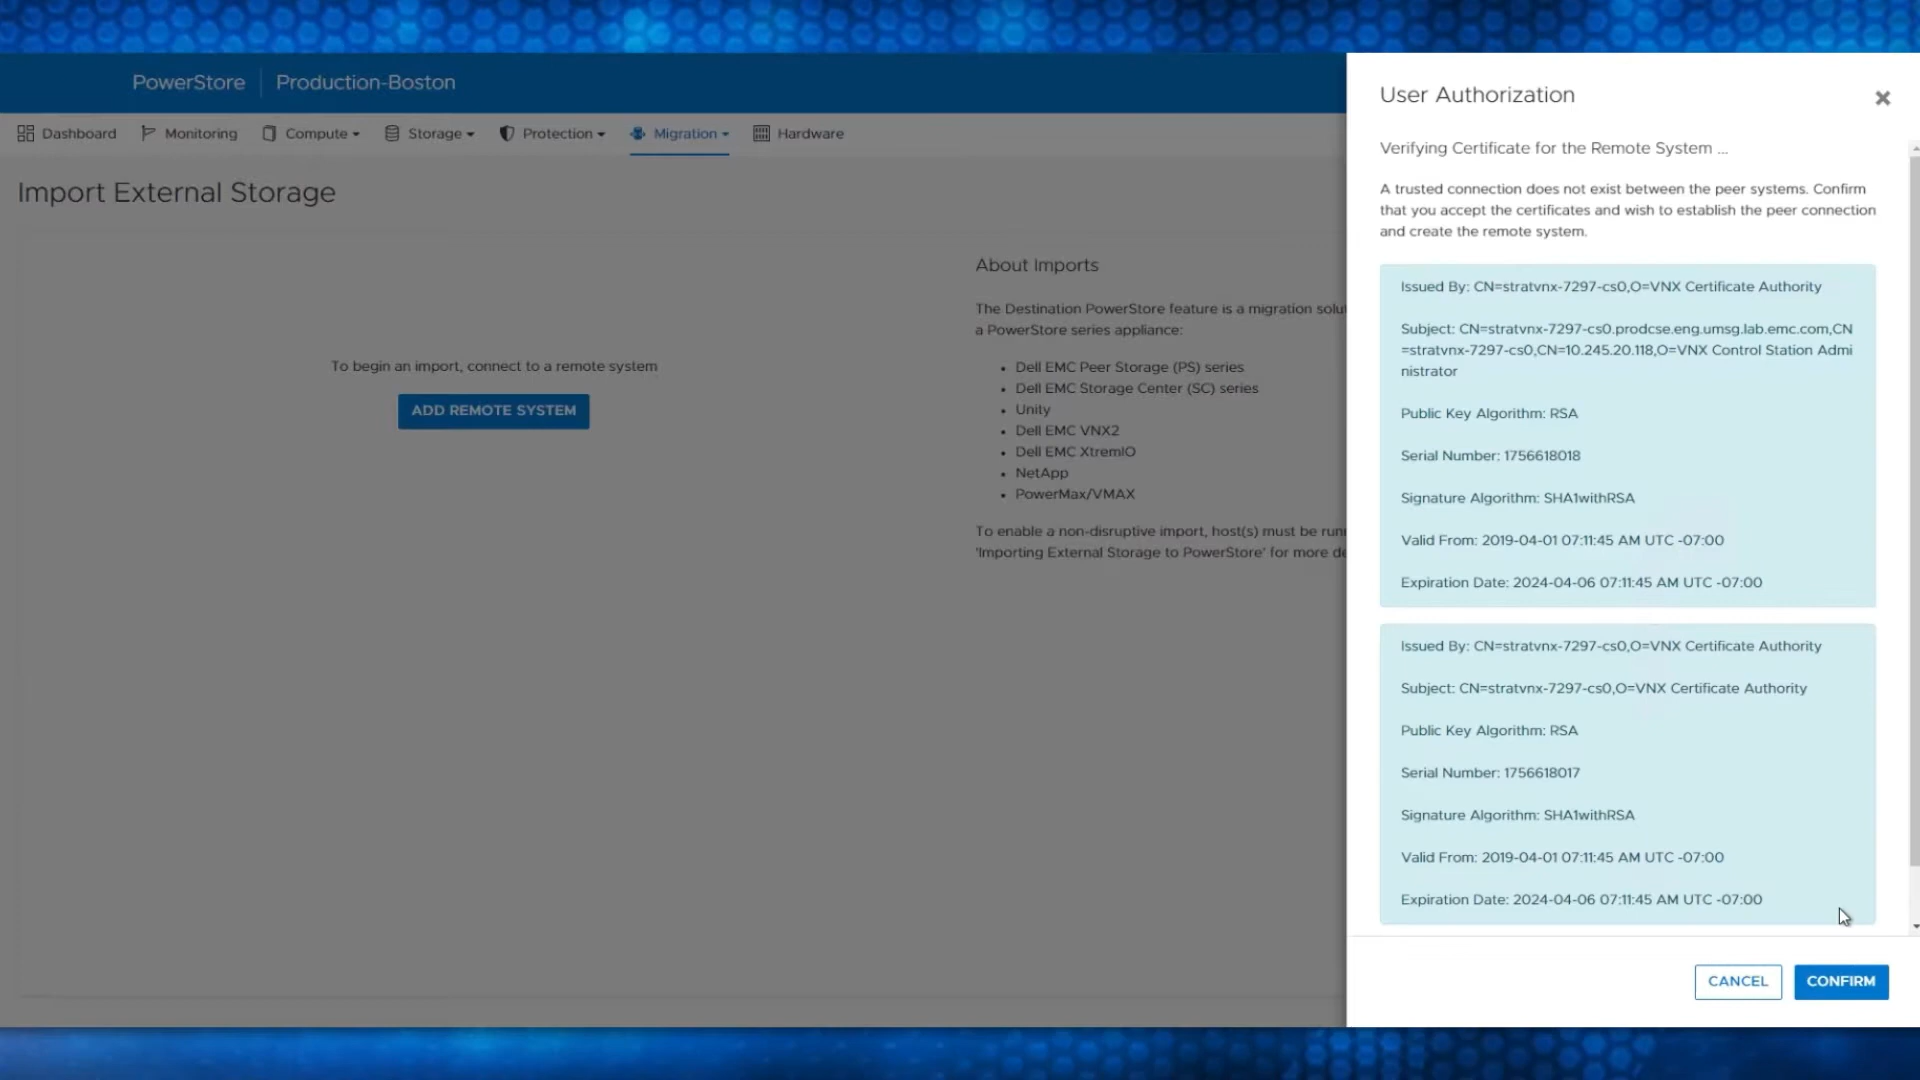 PowerStore
Production-Boston
Dashboard
Monitoring
Compute
Storage
Protection
Migration
Hardware
Import External Storage
To begin an import, connect to a remote system
ADD REMOTE SYSTEM
About Imports
The Destination PowerStore feature is a migration solu
a PowerStore series appliance:
• Dell EMC Peer Storage (PS) series
• Dell EMC Storage Center (SC) series
• Unity
• Dell EMC VNX2
• Dell EMC XtremIO
• NetApp
• PowerMax/VMAX
To enable a non-disruptive import, host(s) must be runn
'Importing External Storage to PowerStore' for more de
User Authorization
Verifying Certificate for the Remote System ...
A trusted connection does not exist between the peer systems. Confirm
that you accept the certificates and wish to establish the peer connection
and create the remote system.
Issued By: CN=stratvnx-7297-cs0,O=VNX Certificate Authority
Subject: CN=stratvnx-7297-cs0.prodcse.eng.umsg.lab.emc.com,CN
=stratvnx-7297-cs0,CN=10.245.20.118,O=VNX Control Station Admi
nistrator
Public Key Algorithm: RSA
Serial Number: 1756618018
Signature Algorithm: SHA1withRSA
Valid From: 2019-04-01 07:11:45 AM UTC -07:00
Expiration Date: 2024-04-06 07:11:45 AM UTC -07:00
Issued By: CN=stratvnx-7297-cs0,O=VNX Certificate Authority
Subject: CN=stratvnx-7297-cs0,O=VNX Certificate Authority
Public Key Algorithm: RSA
Serial Number: 1756618017
Signature Algorithm: SHA1withRSA
Valid From: 2019-04-01 07:11:45 AM UTC -07:00
Expiration Date: 2024-04-06 07:11:45 AM UTC -07:00
CANCEL
CONFIRM